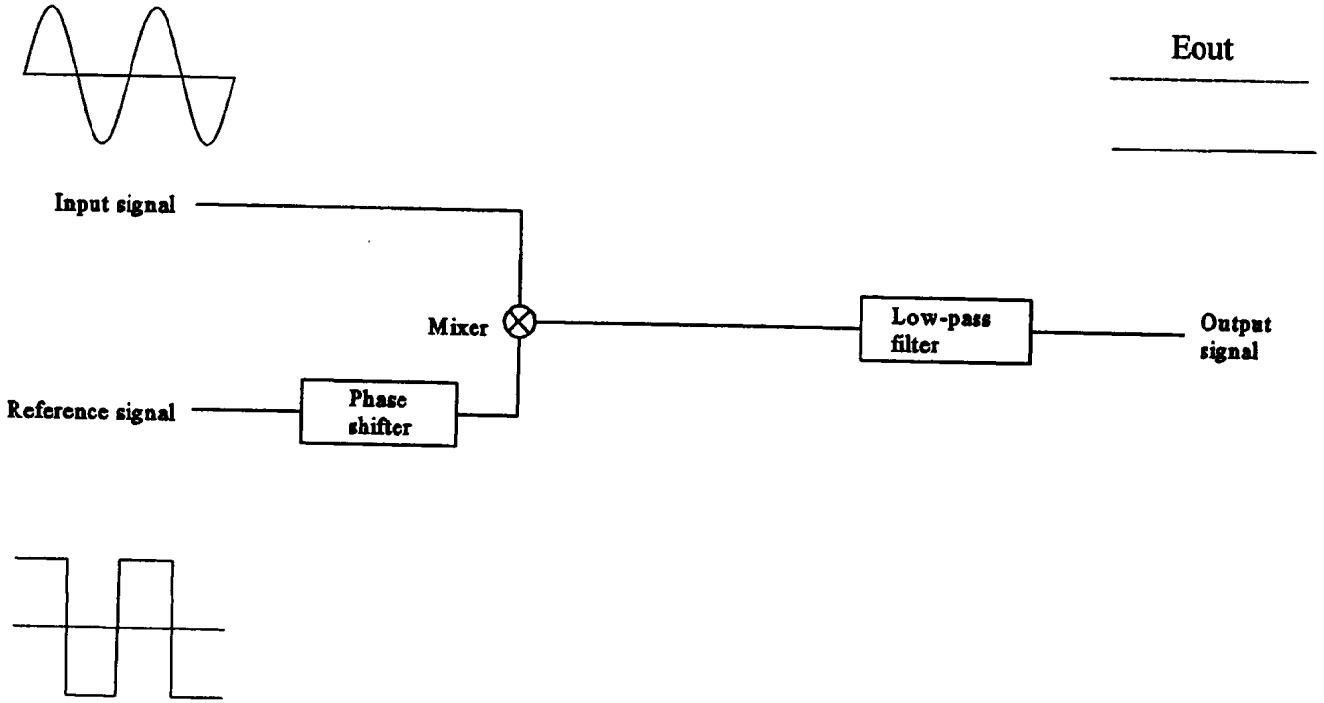 Eout
Input signal
Mixer
Low-pass
filter
Output
signal
Reference signal
Phase
shifter